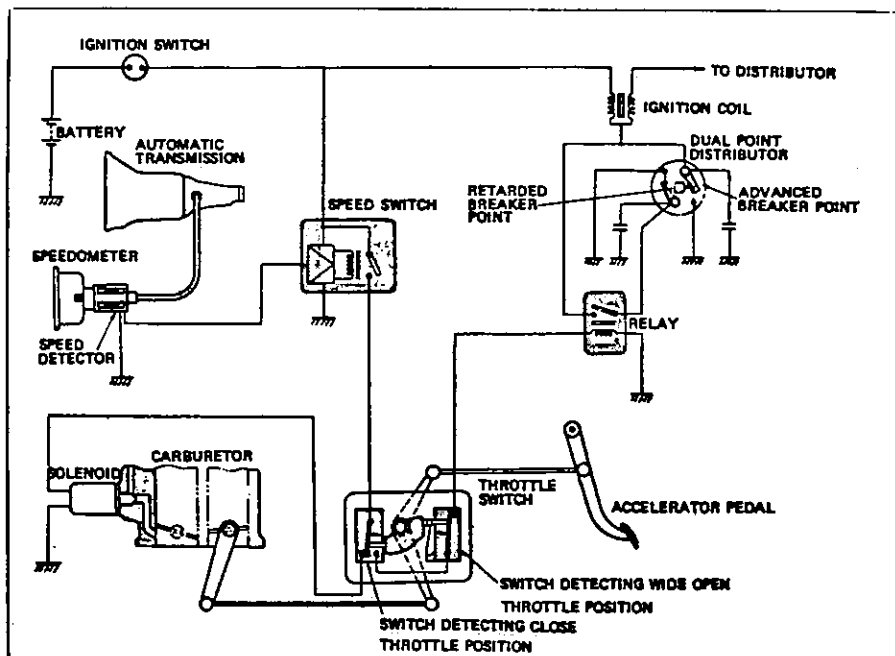 IGNITION SWITCH
TO DISTRIBUTOR
IGNITION COIL
BATTERY
AUTOMATIC
TRANSMISSION
DUAL POINT
DISTRIBUTOR
RETARDED
BREAKER
POINT
ADVANCED
BREAKER POINT
SPEED SWITCH
SPEEDOMETER
RELAY
SPEED
DETECTOR
SOLENOID
CARBURETOR
THROTTLE
SWITCH
ACCELERATOR PEDAL
SWITCH DETECTING WIDE OPEN
THROTTLE POSITION
SWITCH DETECTING CLOSE
THROTTLE POSITION